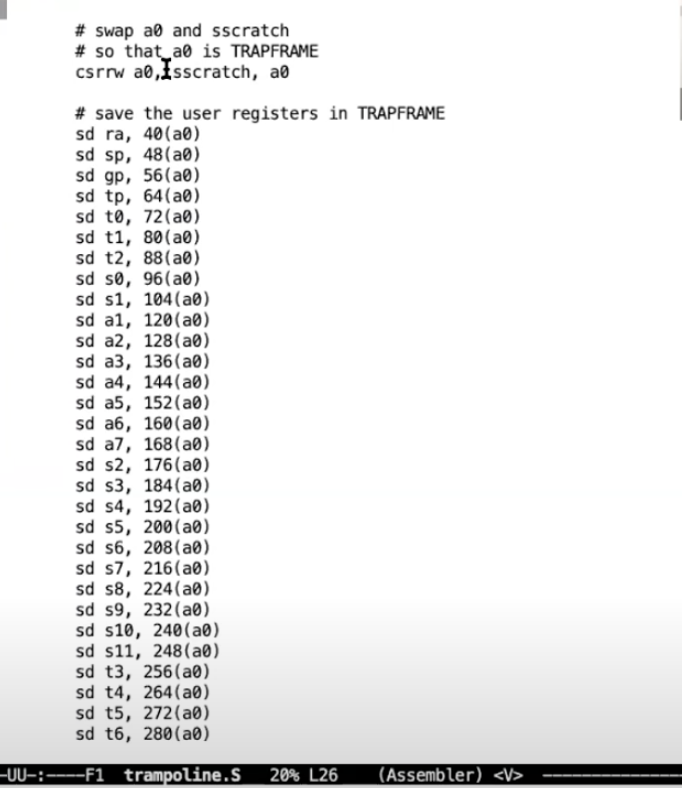 # swap a0 and sscratch
# so that a0 is TRAPFRAME
csrrw a0, sscratch, a0
# save the user registers in TRAPFRAME
sd ra, 40(a0)
sd sp, 48(a0)
sd gp, 56(a0)
sd tp, 64(a0)
sd t0, 72(a0)
sd t1, 80(a0)
sd t2, 88(a0)
sd s0, 96(a0)
sd s1, 104(a0)
sd a1, 120(a0)
sd a2, 128(a0)
sd a3, 136(a0)
sd a4, 144(a0)
sd a5, 152(a0)
sd a6, 160(a0)
sd a7, 168(a0)
sd s2, 176(a0)
sd s3, 184(a0)
sd s4, 192(a0)
sd s5, 200(a0)
sd s6, 208(a0)
sd s7, 216(a0)
sd s8, 224(a0)
sd s9, 232(a0)
sd s10, 240(a0)
sd s11, 248(a0)
sd t3, 256(a0)
sd t4, 264(a0)
sd t5, 272(a0)
sd t6, 280(a0)
-UU-:----F1  trampoline.S   20% L26    (Assembler) <V> ----------------